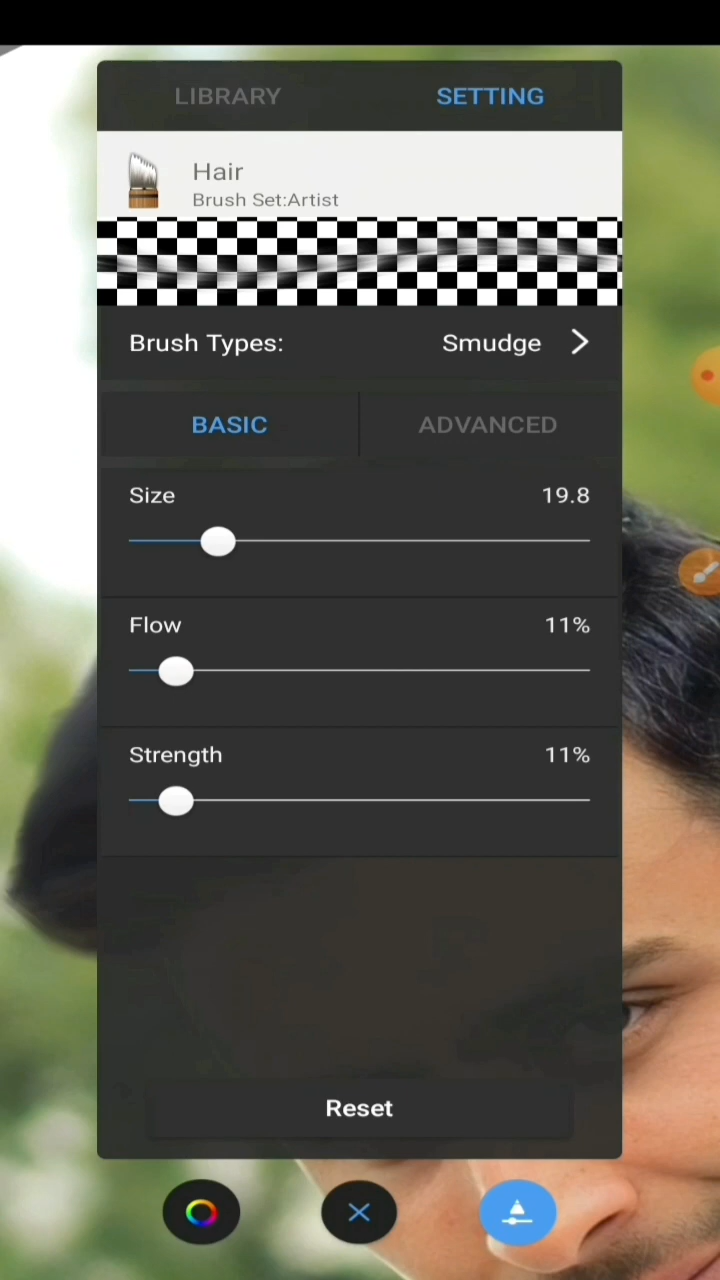 LIBRARY SETTING
Hair
Brush Set:Artist
Brush Types: Smudge
BASIC ADVANCED
Size 19.8
Flow 11%
Strength 11%
Reset